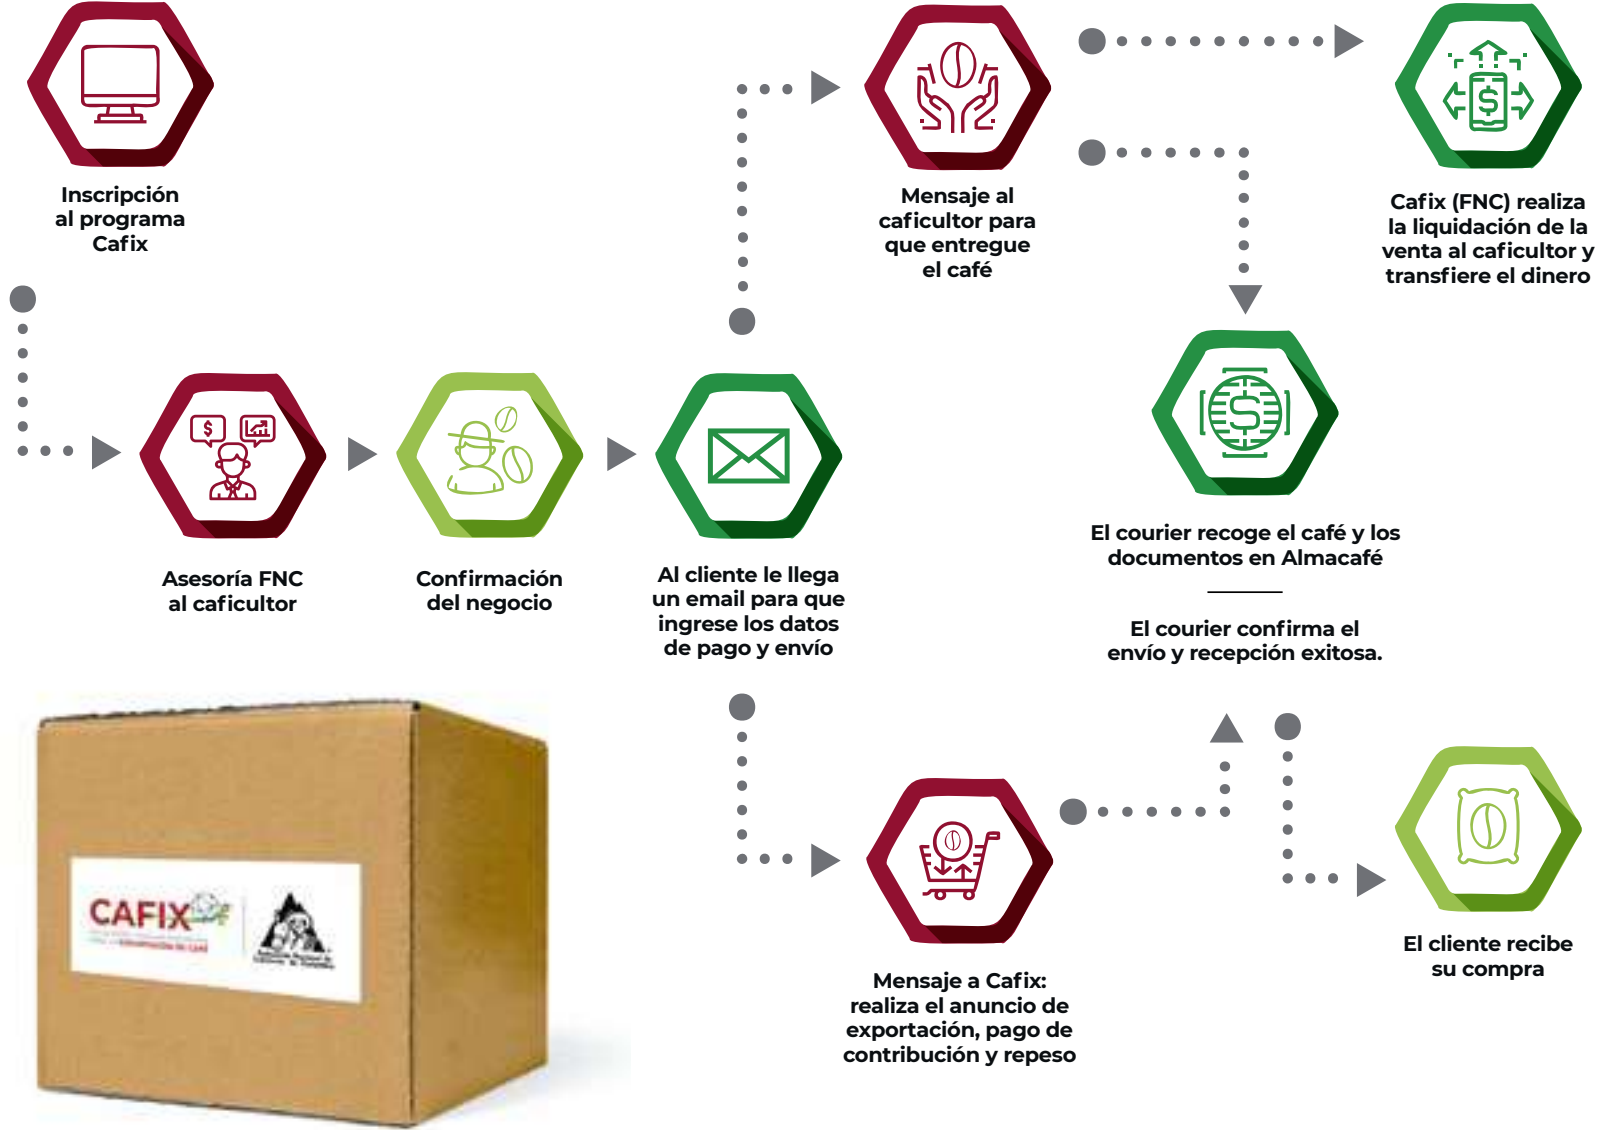 Inscripción
al programa
Cafix
Mensaje al
caficultor para
que entregue
el café
Cafix (FNC) realiza
la liquidación de la
venta al caficultor y
transfiere el dinero
$
$
$
$
Asesoría FNC
al caficultor
Confirmación
del negocio
Al cliente le llega
un email para que
ingrese los datos
de pago y envío
El courier recoge el café y los
documentos en Almacafé
El courier confirma el
envío y recepción exitosa.
Mensaje a Cafix:
realiza el anuncio de
exportación, pago de
contribución y repeso
El cliente recibe
su compra
CAFIX